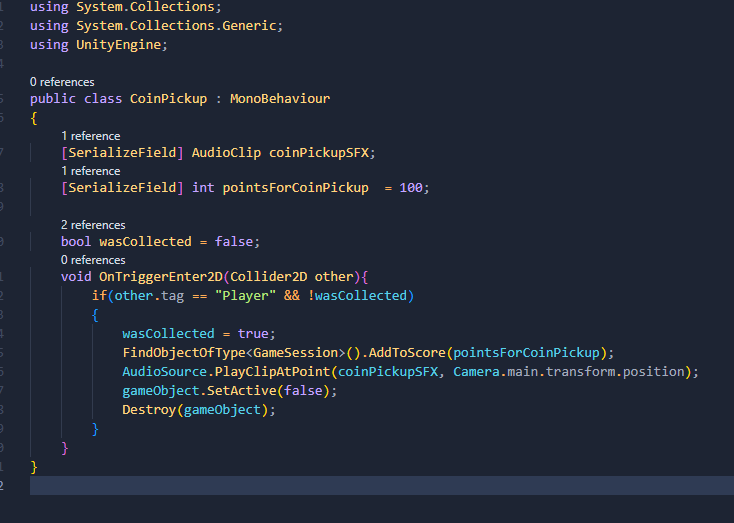 using System.Collections;
using System.Collections.Generic;
using UnityEngine;
0 references
public class CoinPickup : MonoBehaviour
{
1 reference
[SerializeField] AudioClip coinPickupSFX;
1 reference
[SerializeField] int pointsForCoinPickup  = 100;
2 references
bool wasCollected = false;
0 references
void OnTriggerEnter2D(Collider2D other){
if(other.tag == "Player" && !wasCollected)
{
wasCollected = true;
FindObjectOfType<GameSession>().AddToScore(pointsForCoinPickup);
AudioSource.PlayClipAtPoint(coinPickupSFX, Camera.main.transform.position);
gameObject.SetActive(false);
Destroy(gameObject);
}
}
}